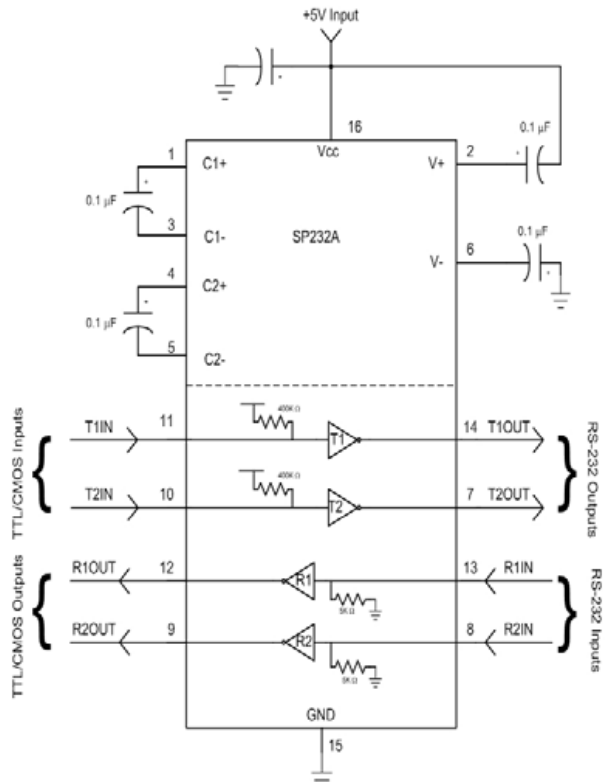 +5V Input
16
Vcc
0.1 µF
1
C1+
V+
2
0.1 µF
3
C1-
SP232A
0.1 µF
4
C2+
V-
6
0.1 µF
5
C2-
TTL/CMOS Inputs
T1IN
11
400KΩ
T1
14
T1OUT
RS-232 Outputs
T2IN
10
400KΩ
T2
7
T2OUT
TTL/CMOS Outputs
R1OUT
12
R1
5KΩ
13
R1IN
RS-232 Inputs
R2OUT
9
R2
5KΩ
8
R2IN
GND
15